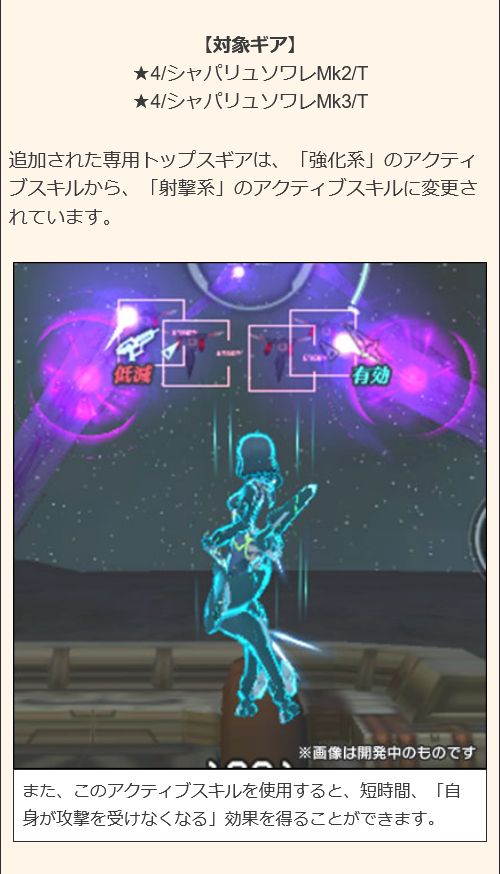 【対象ギア】
★4/シャパリュソワレMk2/T
★4/シャパリュソワレMk3/T
追加された専用トップスギアは、「強化系」のアクティ
ブスキルから、「射撃系」のアクティブスキルに変更さ
れています。
低減
有効
※画像は開発中のものです
また、このアクティブスキルを使用すると、短時間、「自
身が攻撃を受けなくなる」効果を得ることができます。